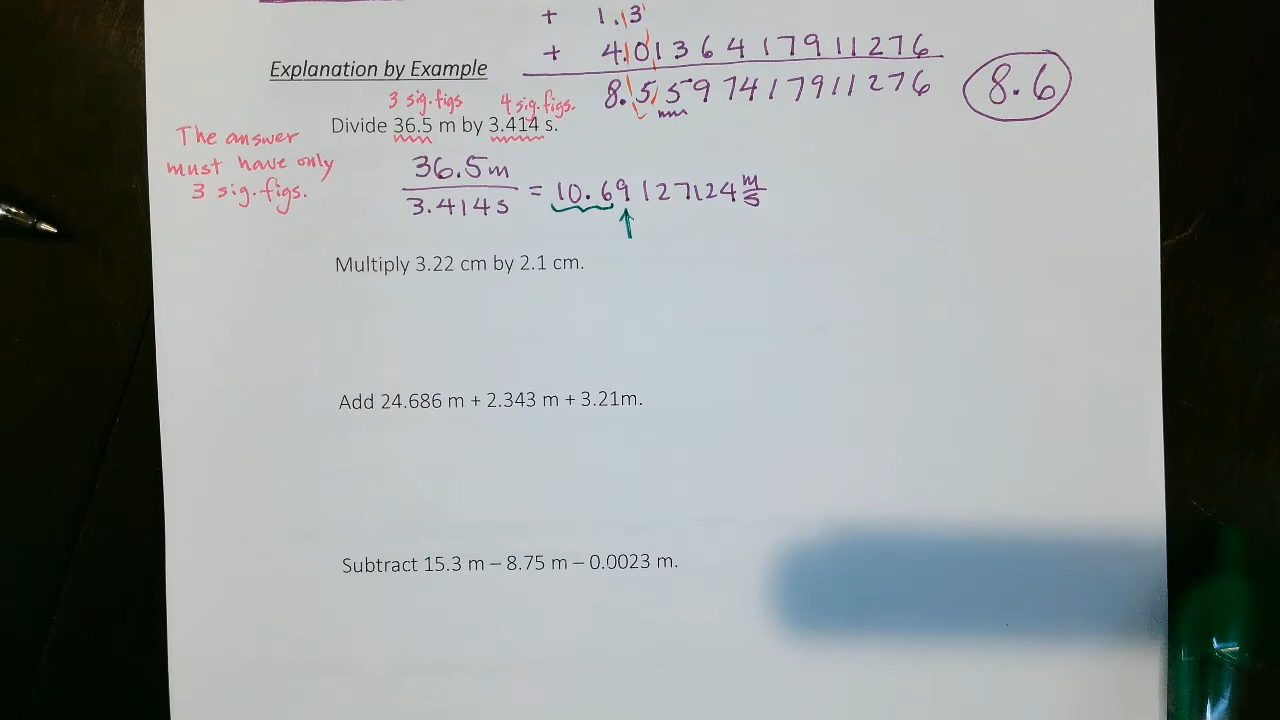 + 1.3
+ 4.0136417911276
8.5597417911276 8.6
Explanation by Example
3 sig.figs. 4 sig.figs.
Divide 36.5 m by 3.414 s.
The answer
must have only
3 sig.figs.
36.5m
3.414s
= 10.69127124 m/s
Multiply 3.22 cm by 2.1 cm.
Add 24.686 m + 2.343 m + 3.21m.
Subtract 15.3 m – 8.75 m – 0.0023 m.